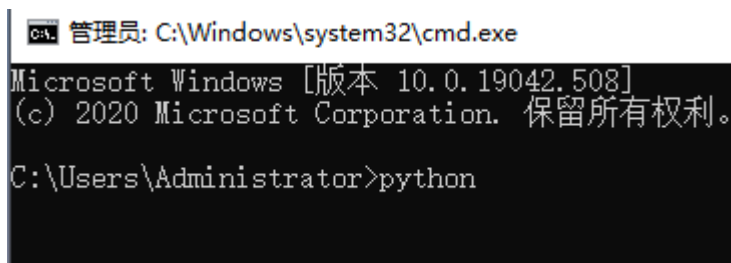 管理员: C:\Windows\system32\cmd.exe
Microsoft Windows [版本 10.0.19042.508]
(c) 2020 Microsoft Corporation. 保留所有权利。
C:\Users\Administrator>python